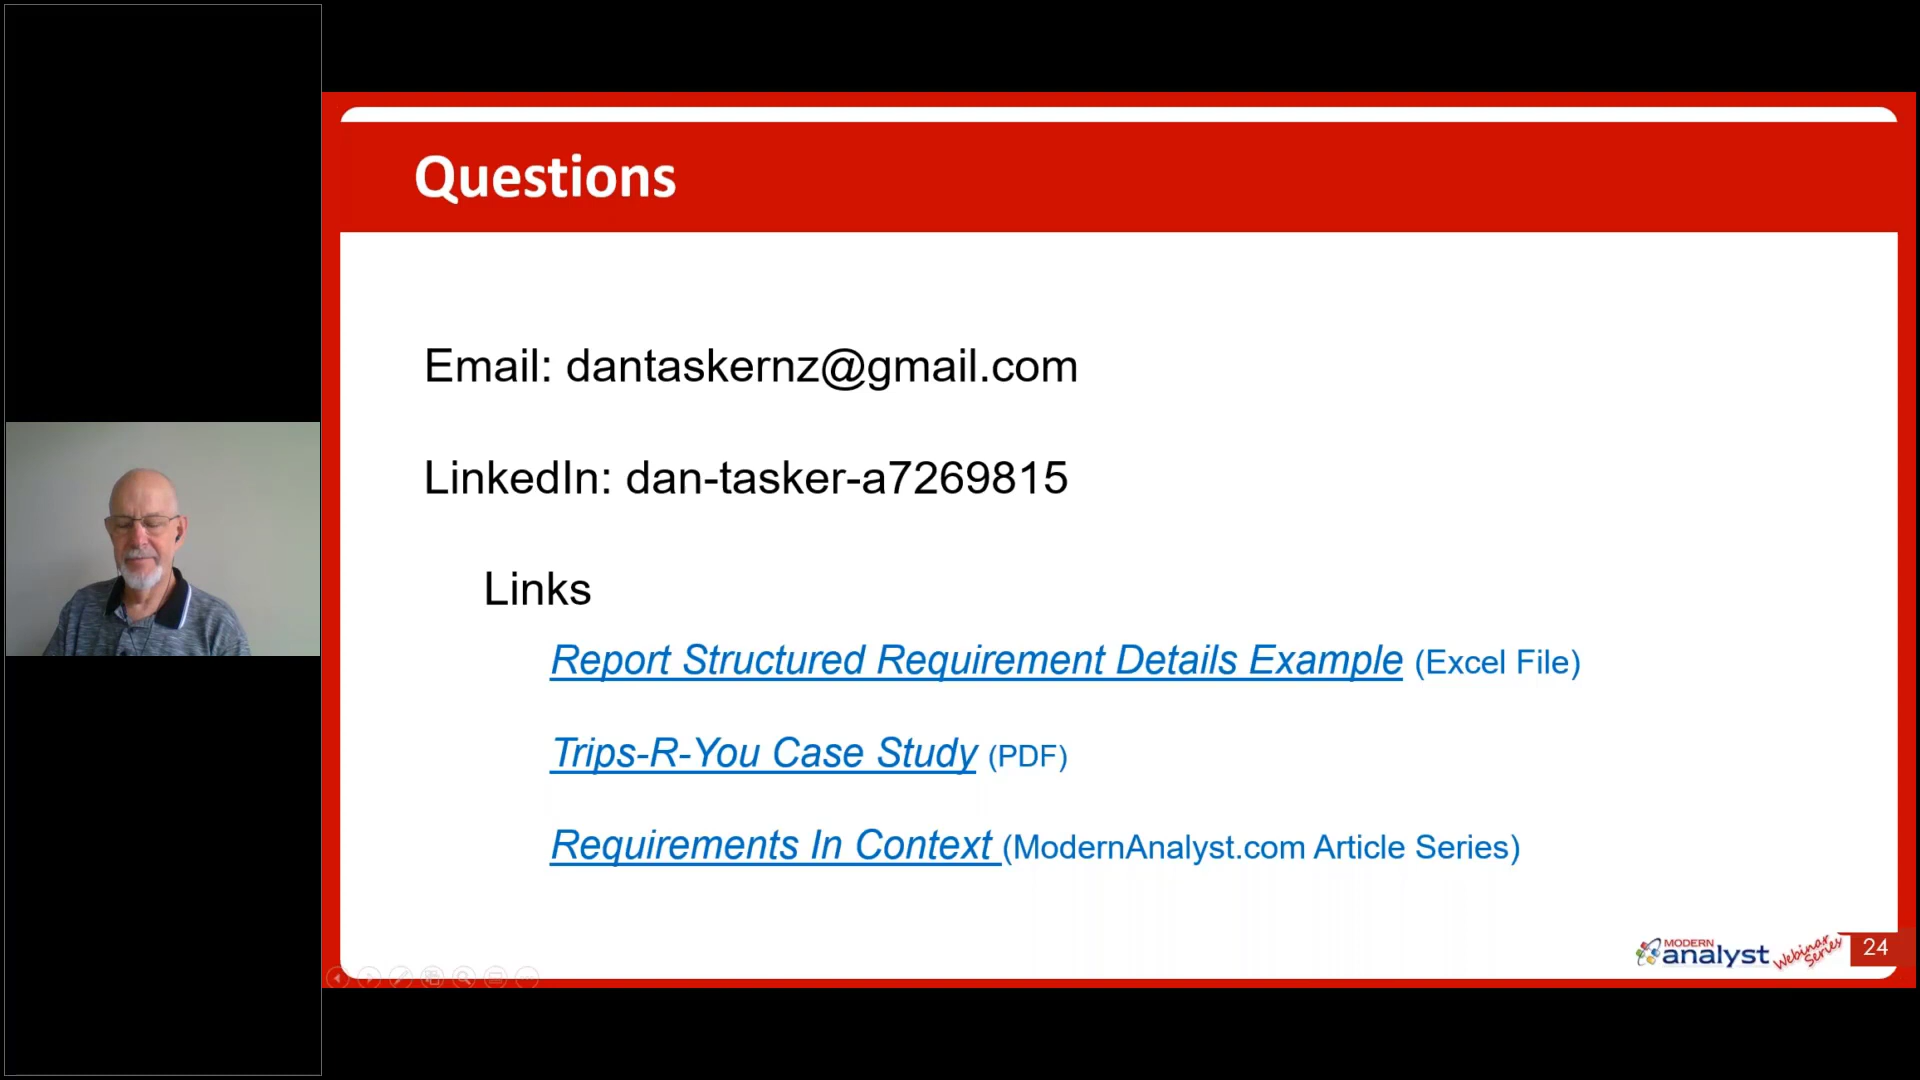 Questions
Email: dantaskernz@gmail.com
LinkedIn: dan-tasker-a7269815
Links
Report Structured Requirement Details Example (Excel File)
Trips-R-You Case Study (PDF)
Requirements In Context (ModernAnalyst.com Article Series)
MODERN
analyst Webinar
Series
24